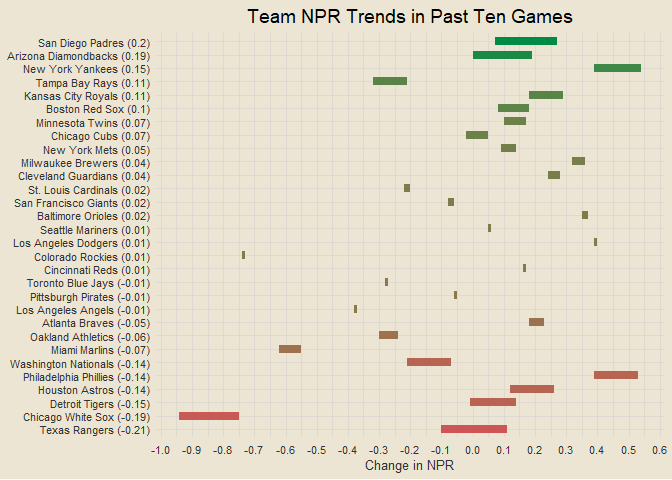 Team NPR Trends in Past Ten Games
San Diego Padres (0.2)
Arizona Diamondbacks (0.19)
New York Yankees (0.15)
Tampa Bay Rays (0.11)
Kansas City Royals (0.11)
Boston Red Sox (0.1)
Minnesota Twins (0.07)
Chicago Cubs (0.07)
New York Mets (0.05)
Milwaukee Brewers (0.04)
Cleveland Guardians (0.04)
St. Louis Cardinals (0.02)
San Francisco Giants (0.02)
Baltimore Orioles (0.02)
Seattle Mariners (0.01)
Los Angeles Dodgers (0.01)
Colorado Rockies (0.01)
Cincinnati Reds (0.01)
Toronto Blue Jays (-0.01)
Pittsburgh Pirates (-0.01)
Los Angeles Angels (-0.01)
Atlanta Braves (-0.05)
Oakland Athletics (-0.06)
Miami Marlins (-0.07)
Washington Nationals (-0.14)
Philadelphia Phillies (-0.14)
Houston Astros (-0.14)
Detroit Tigers (-0.15)
Chicago White Sox (-0.19)
Texas Rangers (-0.21)
-1.0 -0.9 -0.8 -0.7 -0.6 -0.5 -0.4 -0.3 -0.2 -0.1 0.0 0.1 0.2 0.3 0.4 0.5 0.6
Change in NPR